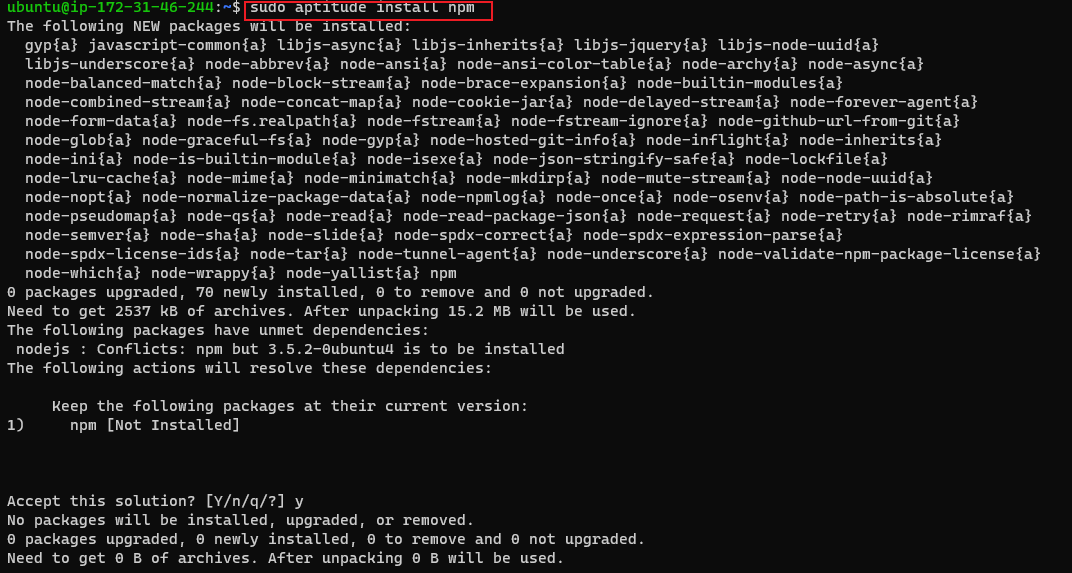 ubuntu@ip-172-31-46-244:~$ sudo aptitude install npm
The following NEW packages will be installed:
  gyp{a} javascript-common{a} libjs-async{a} libjs-inherits{a} libjs-jquery{a} libjs-node-uuid{a}
  libjs-underscore{a} node-abbrev{a} node-ansi{a} node-ansi-color-table{a} node-archy{a} node-async{a}
  node-balanced-match{a} node-block-stream{a} node-brace-expansion{a} node-builtin-modules{a}
  node-combined-stream{a} node-concat-map{a} node-cookie-jar{a} node-delayed-stream{a} node-forever-agent{a}
  node-form-data{a} node-fs.realpath{a} node-fstream{a} node-fstream-ignore{a} node-github-url-from-git{a}
  node-glob{a} node-graceful-fs{a} node-gyp{a} node-hosted-git-info{a} node-inflight{a} node-inherits{a}
  node-ini{a} node-is-builtin-module{a} node-isexe{a} node-json-stringify-safe{a} node-lockfile{a}
  node-lru-cache{a} node-mime{a} node-minimatch{a} node-mkdirp{a} node-mute-stream{a} node-node-uuid{a}
  node-nopt{a} node-normalize-package-data{a} node-npmlog{a} node-once{a} node-osenv{a} node-path-is-absolute{a}
  node-pseudomap{a} node-qs{a} node-read{a} node-read-package-json{a} node-request{a} node-retry{a} node-rimraf{a}
  node-semver{a} node-sha{a} node-slide{a} node-spdx-correct{a} node-spdx-expression-parse{a}
  node-spdx-license-ids{a} node-tar{a} node-tunnel-agent{a} node-underscore{a} node-validate-npm-package-license{a}
  node-which{a} node-wrappy{a} node-yallist{a} npm
0 packages upgraded, 70 newly installed, 0 to remove and 0 not upgraded.
Need to get 2537 kB of archives. After unpacking 15.2 MB will be used.
The following packages have unmet dependencies:
 nodejs : Conflicts: npm but 3.5.2-0ubuntu4 is to be installed
The following actions will resolve these dependencies:
     Keep the following packages at their current version:
1)     npm [Not Installed]
Accept this solution? [Y/n/q/?] y
No packages will be installed, upgraded, or removed.
0 packages upgraded, 0 newly installed, 0 to remove and 0 not upgraded.
Need to get 0 B of archives. After unpacking 0 B will be used.